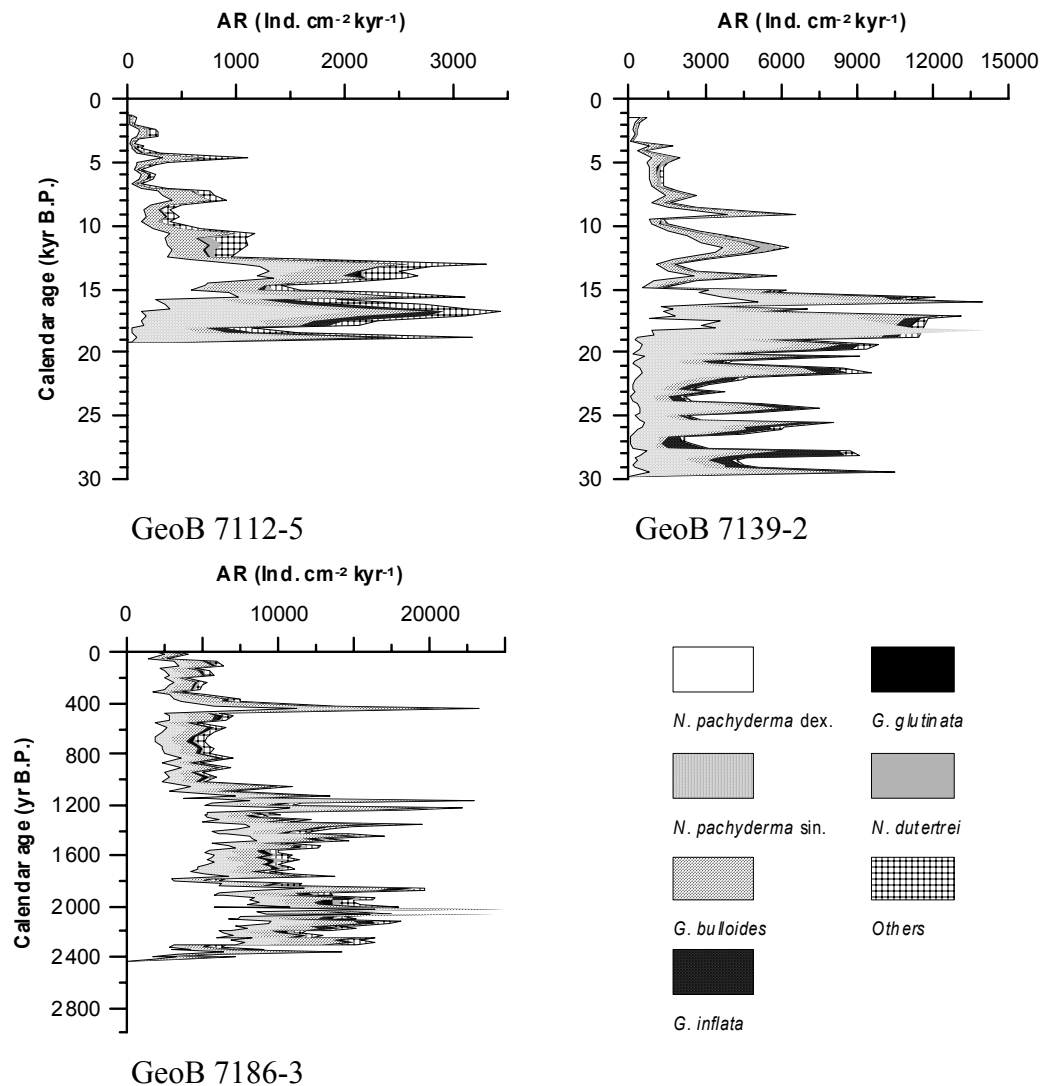 AR (Ind. cm⁻² kyr⁻¹)
0 1000 2000 3000
Calendar age (kyr B.P.)
0
5
10
15
20
25
30
GeoB 7112-5
AR (Ind. cm⁻² kyr⁻¹)
0 3000 6000 9000 12000 15000
0
5
10
15
20
25
30
GeoB 7139-2
AR (Ind. cm⁻² kyr⁻¹)
0 10000 20000
Calendar age (yr B.P.)
0
400
800
1200
1600
2000
2400
2800
GeoB 7186-3
N. pachyderma dex.
G. glutinata
N. pachyderma sin.
N. dutertrei
G. bulloides
Others
G. inflata